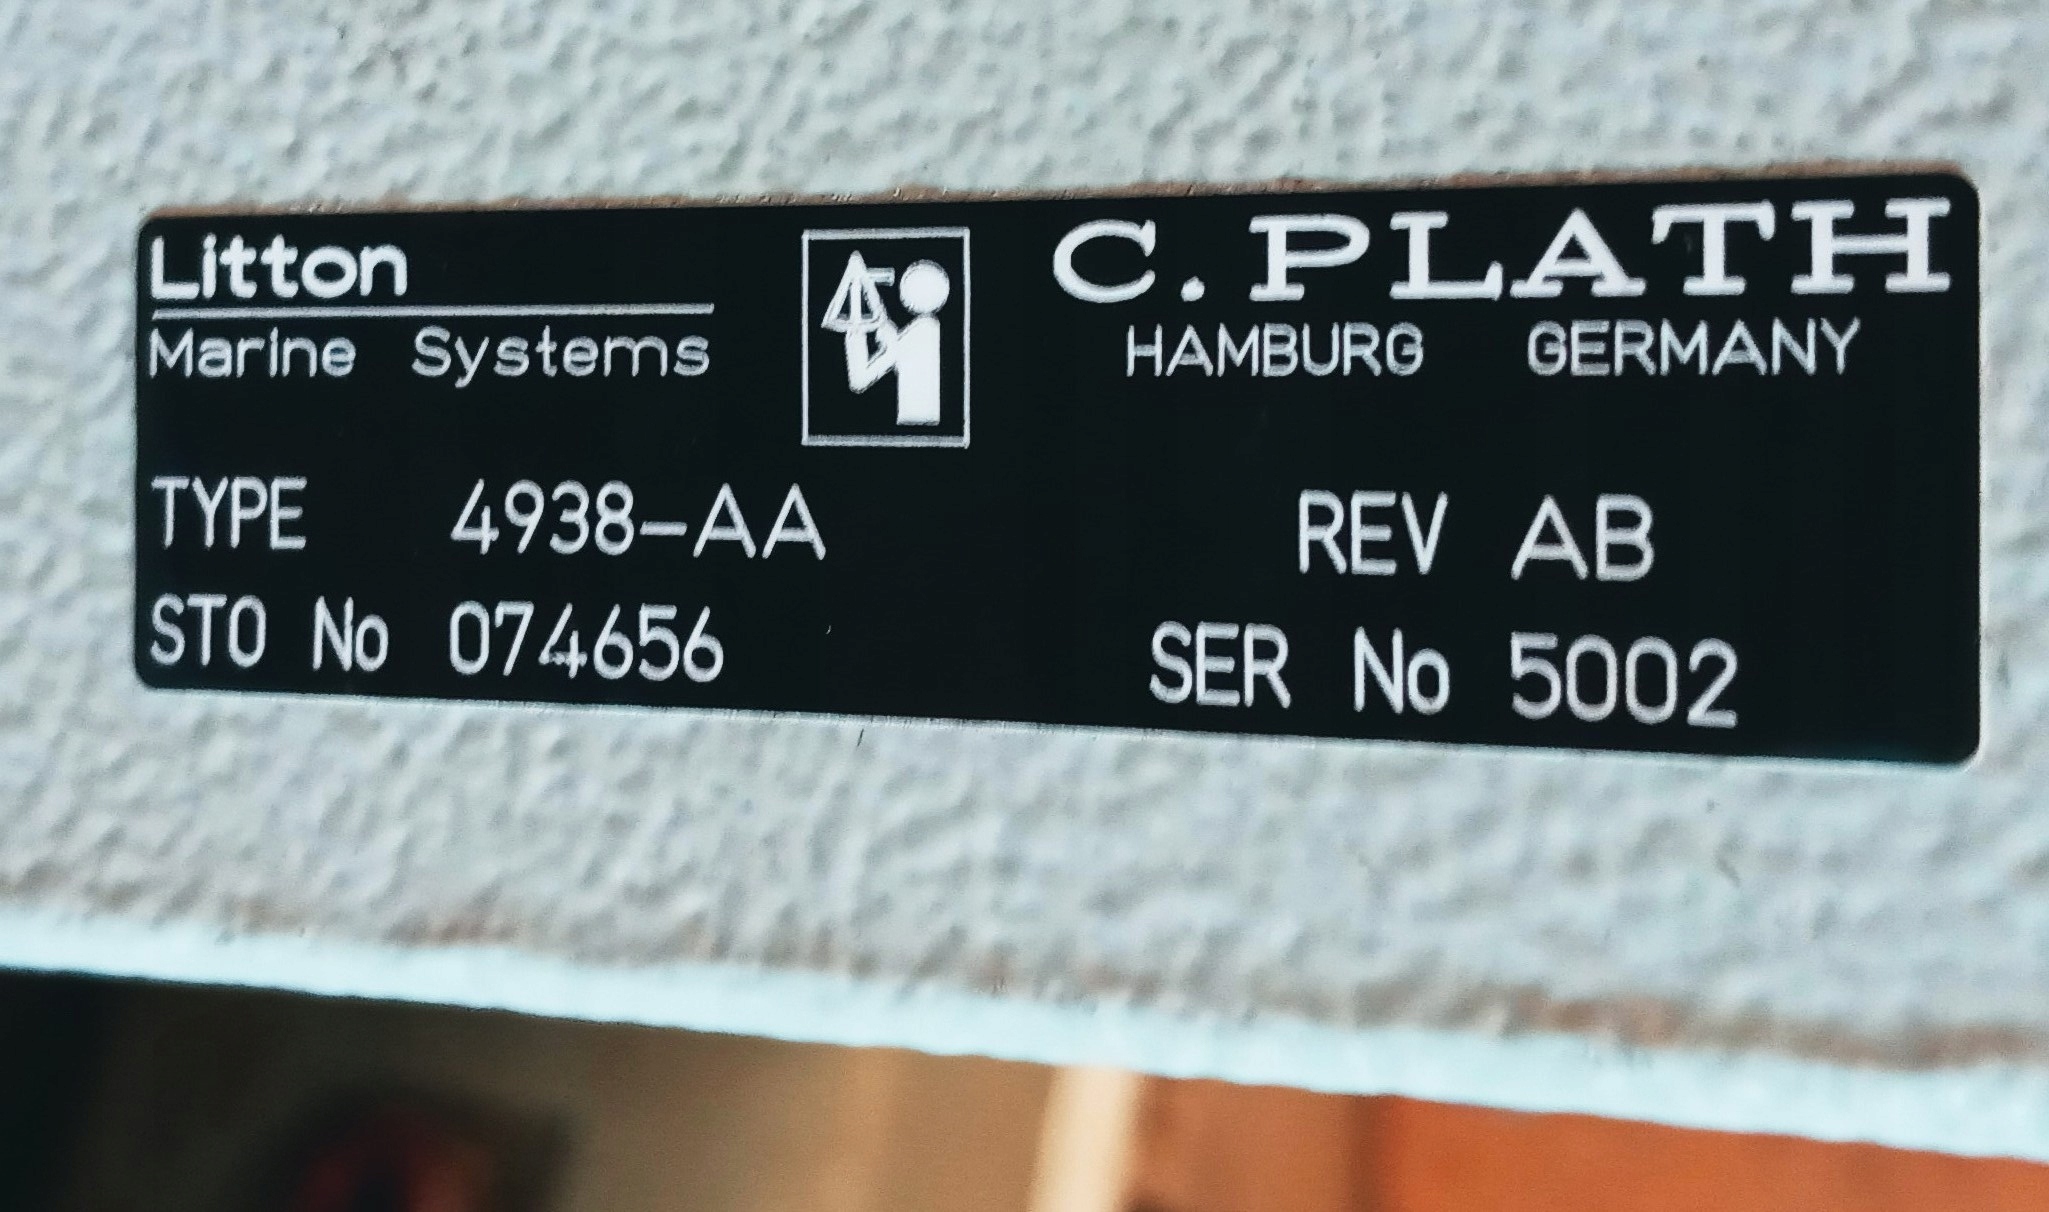 Litton
Marine Systems
C. PLATH
HAMBURG GERMANY
TYPE 4938-AA
REV AB
STO No 074656
SER No 5002